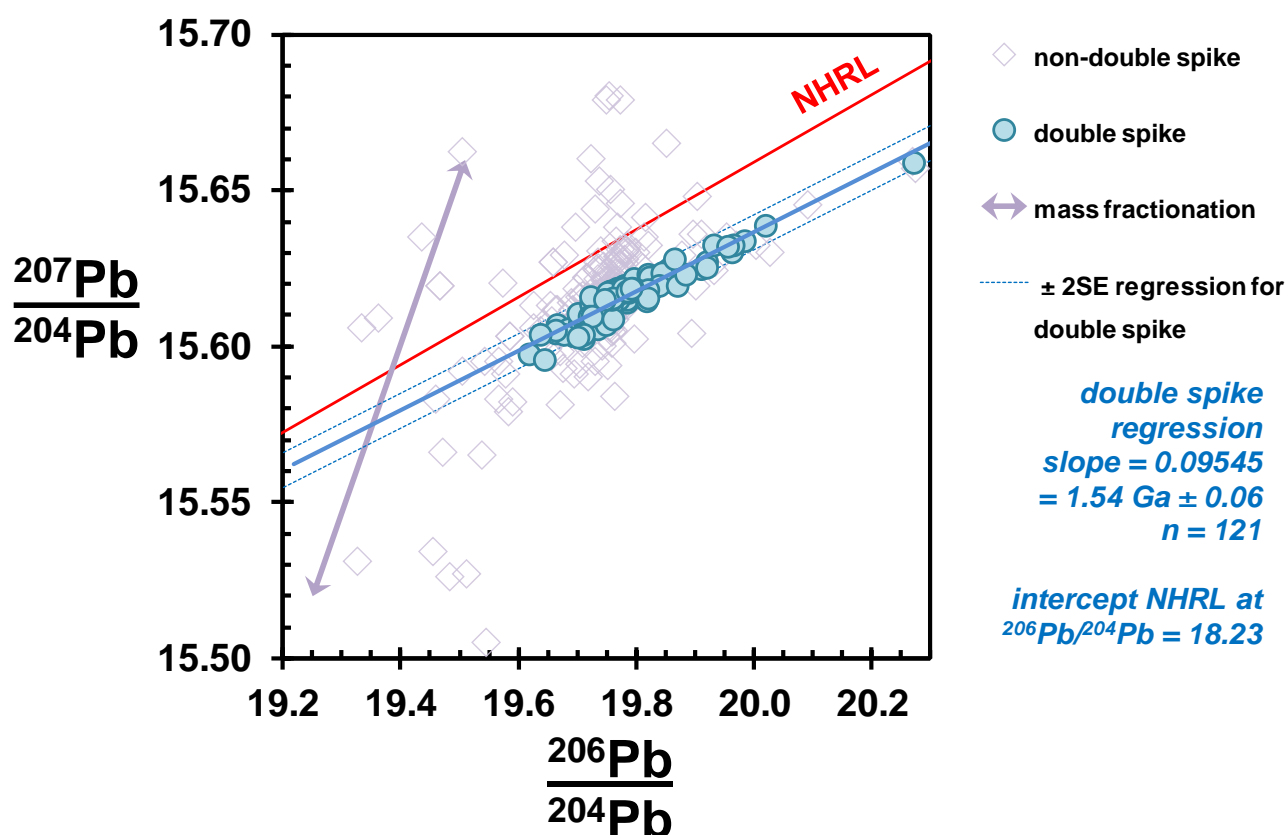 15.70
15.65
15.60
15.55
15.50
207Pb
204Pb
NHRL
19.2 19.4 19.6 19.8 20.0 20.2
206Pb
204Pb
non-double spike
double spike
mass fractionation
± 2SE regression for
double spike
double spike
regression
slope = 0.09545
= 1.54 Ga ± 0.06
n = 121
intercept NHRL at
206Pb/204Pb = 18.23